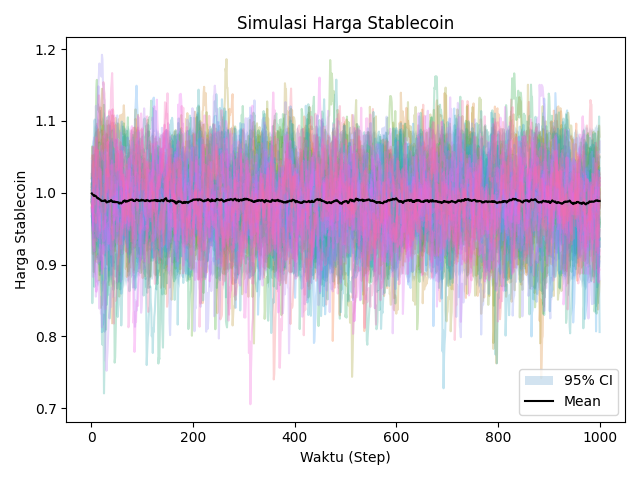 Simulasi Harga Stablecoin
1.2
1.1
1.0
0.9
0.8
0.7
Harga Stablecoin
0
200
400
600
800
1000
Waktu (Step)
95% CI
Mean